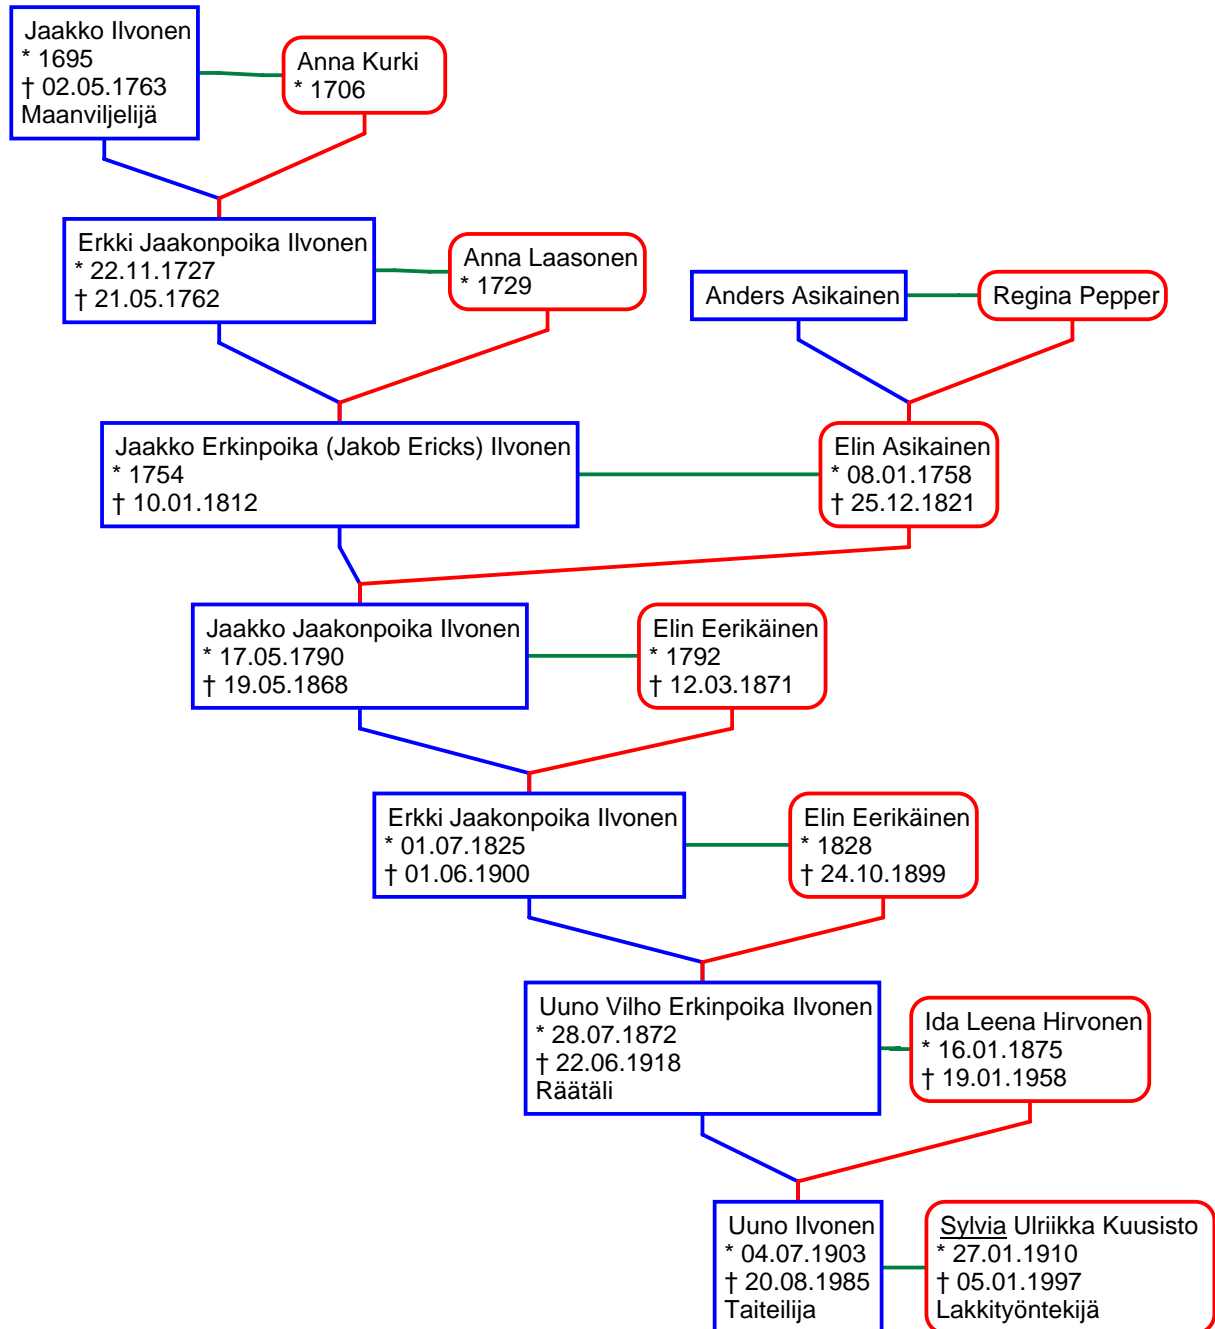 Jaakko Ilvonen
* 1695
† 02.05.1763
Maanviljelijä
Anna Kurki
* 1706
Erkki Jaakonpoika Ilvonen
* 22.11.1727
† 21.05.1762
Anna Laasonen
* 1729
Anders Asikainen
Regina Pepper
Jaakko Erkinpoika (Jakob Ericks) Ilvonen
* 1754
† 10.01.1812
Elin Asikainen
* 08.01.1758
† 25.12.1821
Jaakko Jaakonpoika Ilvonen
* 17.05.1790
† 19.05.1868
Elin Eerikäinen
* 1792
† 12.03.1871
Erkki Jaakonpoika Ilvonen
* 01.07.1825
† 01.06.1900
Elin Eerikäinen
* 1828
† 24.10.1899
Uuno Vilho Erkinpoika Ilvonen
* 28.07.1872
† 22.06.1918
Räätäli
Ida Leena Hirvonen
* 16.01.1875
† 19.01.1958
Uuno Ilvonen
* 04.07.1903
† 20.08.1985
Taiteilija
Sylvia Ulriikka Kuusisto
* 27.01.1910
† 05.01.1997
Lakkityöntekijä